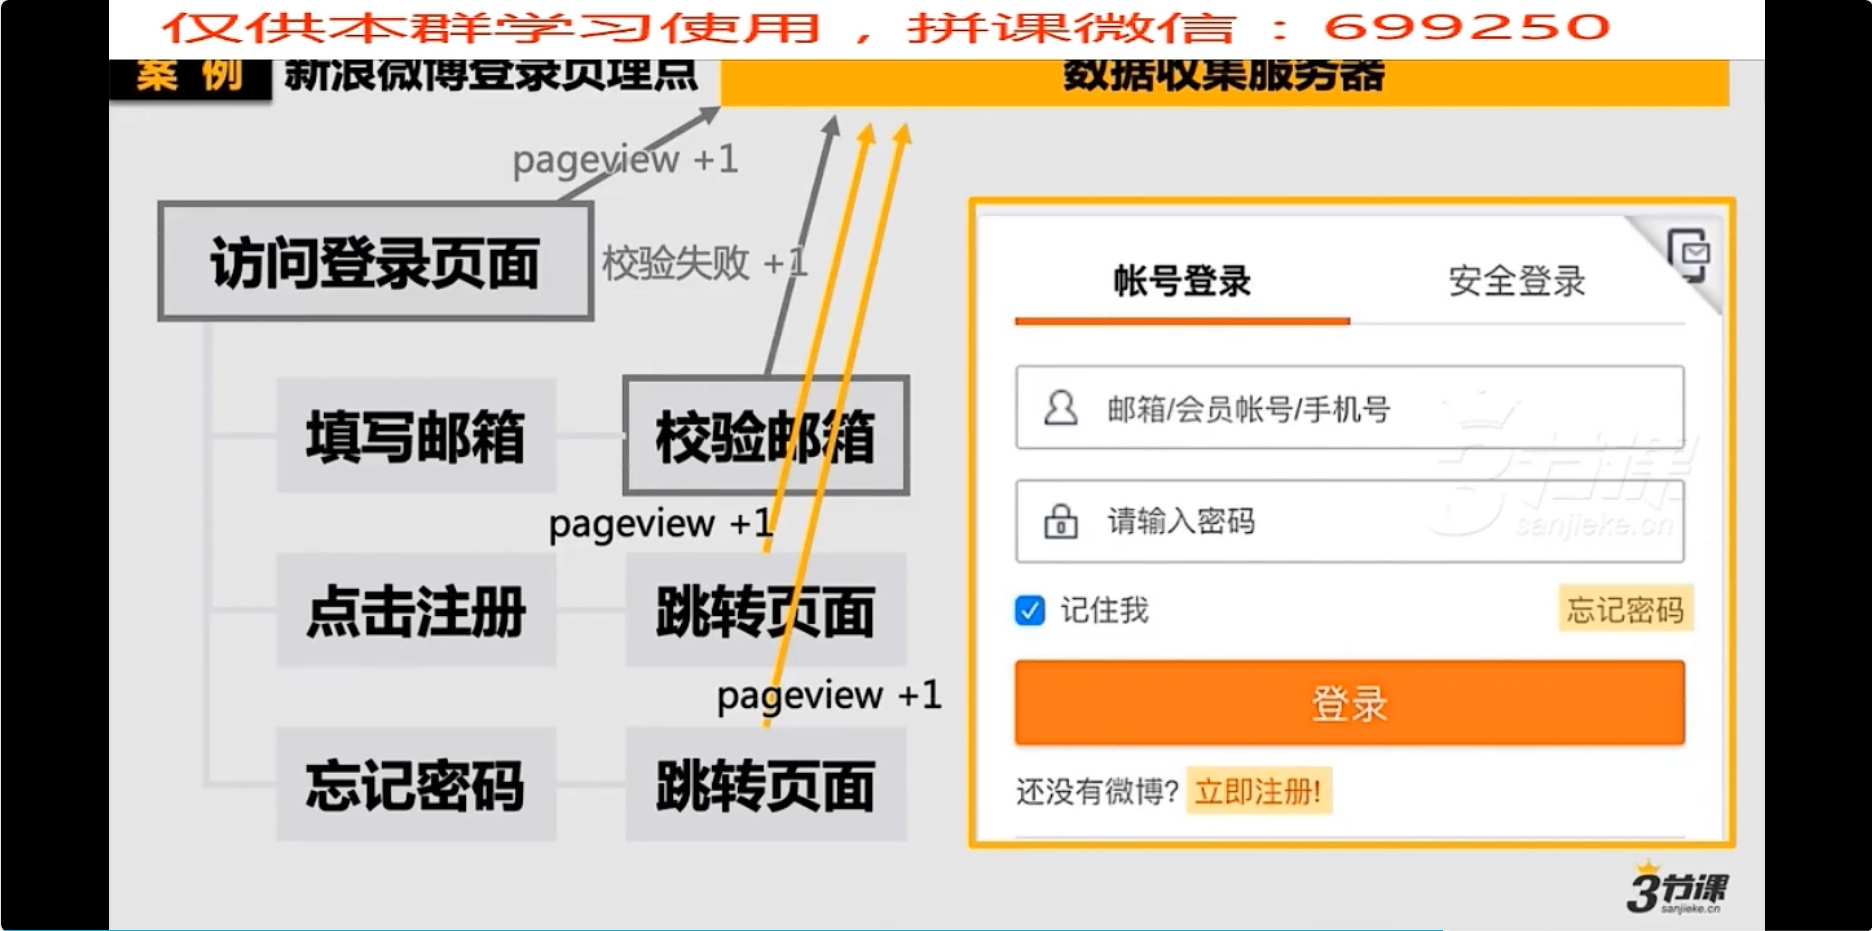 仅供本群学习使用，拼课微信：699250
案 例 新浪微博登录页埋点
数据收集服务器
pageview +1
访问登录页面
校验失败 +1
填写邮箱
校验邮箱
pageview +1
点击注册
跳转页面
pageview +1
忘记密码
跳转页面
帐号登录
安全登录
邮箱/会员帐号/手机号
请输入密码
3节课
sanjieke.cn
记住我
忘记密码
登录
还没有微博? 立即注册!
3节课
sanjieke.cn